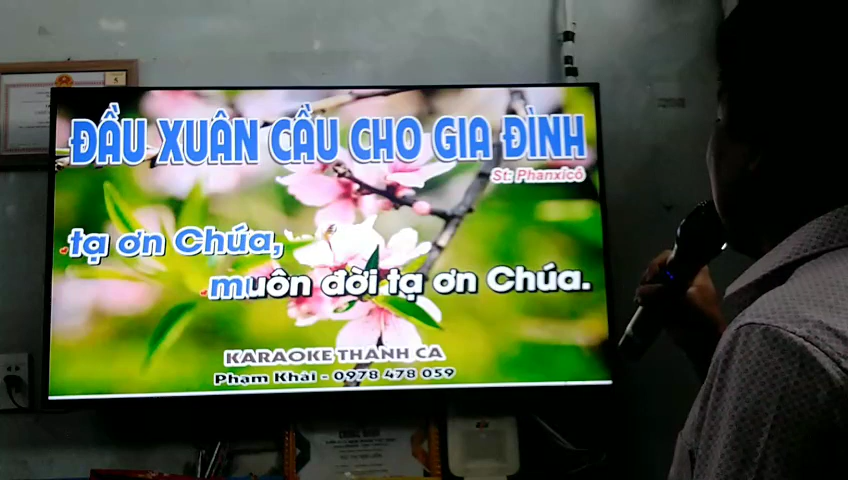 ĐẦU XUÂN CẦU CHO GIA ĐÌNH
St: Phanxicô
tạ ơn Chúa,
muôn đời tạ ơn Chúa.
KARAOKE THÁNH CA
Phạm Khải - 0978 478 059